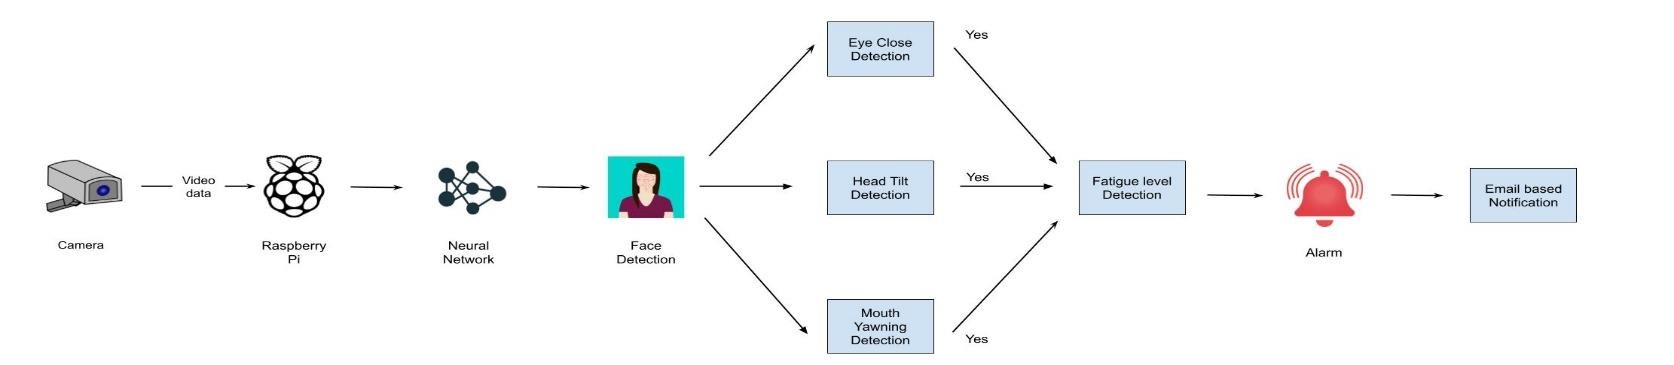 Camera
Video
data
Raspberry
Pi
Neural
Network
Face
Detection
Eye Close
Detection
Yes
Head Tilt
Detection
Yes
Mouth
Yawning
Detection
Yes
Fatigue level
Detection
Alarm
Email based
Notification